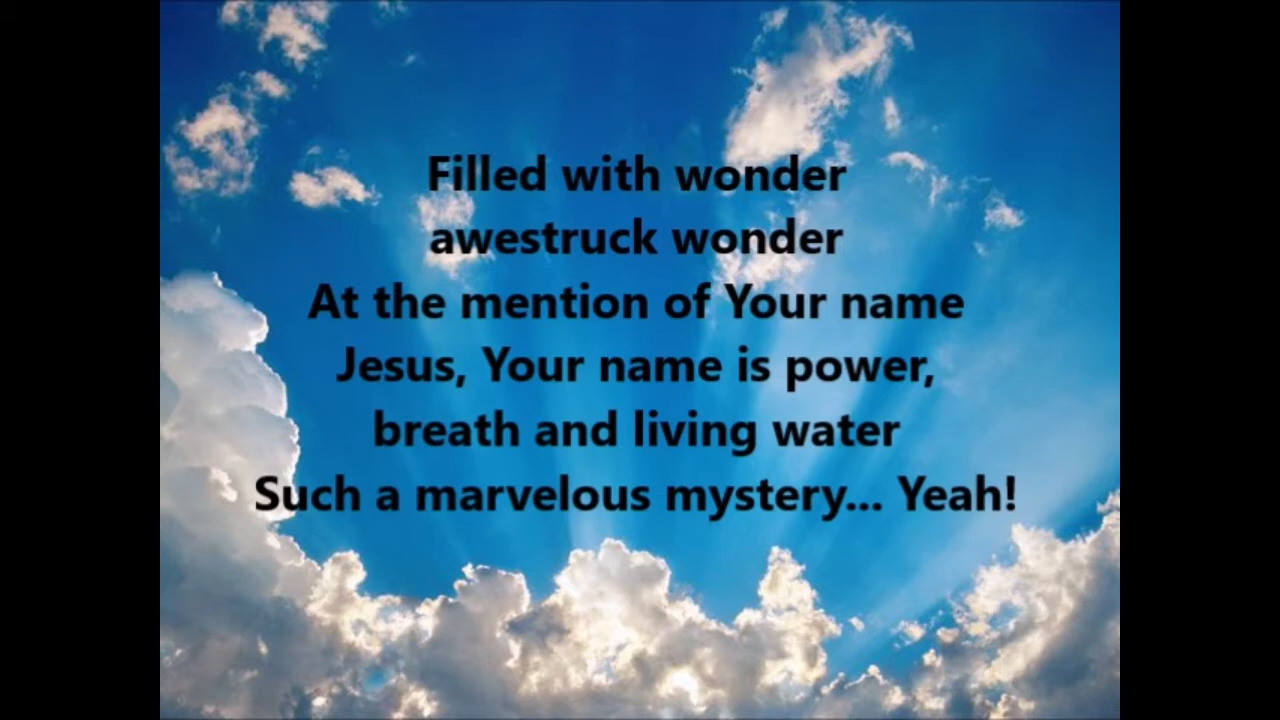 Filled with wonder
awestruck wonder
At the mention of Your name
Jesus, Your name is power,
breath and living water
Such a marvelous mystery... Yeah!